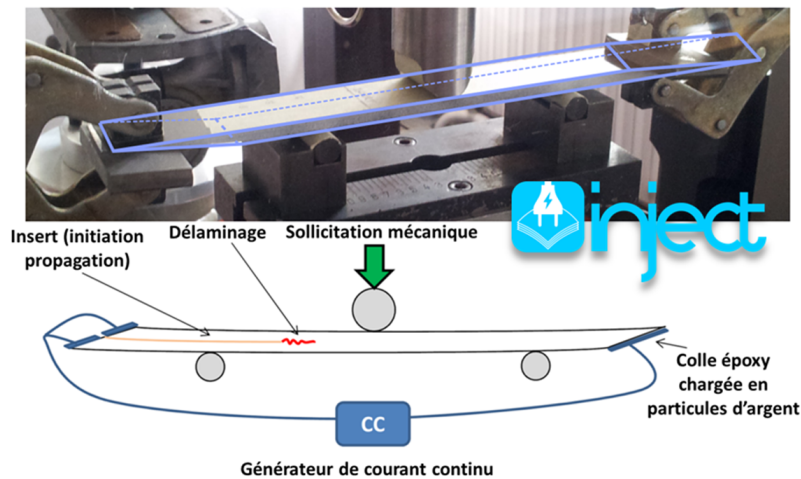 inject
Insert (initiation
propagation)
Délaminage
Sollicitation mécanique
Colle époxy
chargée en
particules d'argent
CC
Générateur de courant continu